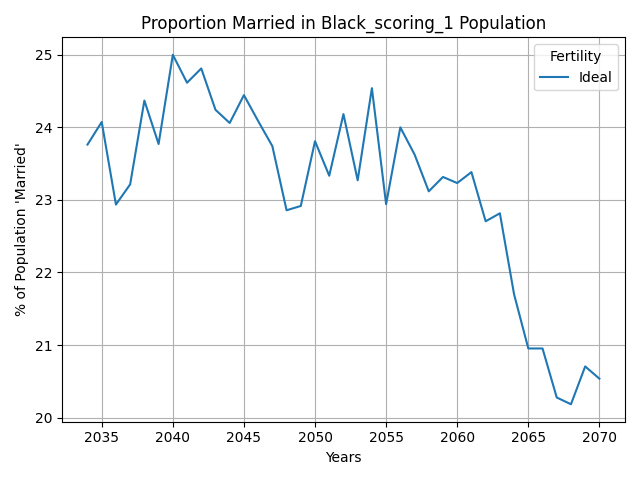 Proportion Married in Black_scoring_1 Population
Fertility
Ideal
% of Population 'Married'
25
24
23
22
21
20
2035 2040 2045 2050 2055 2060 2065 2070
Years